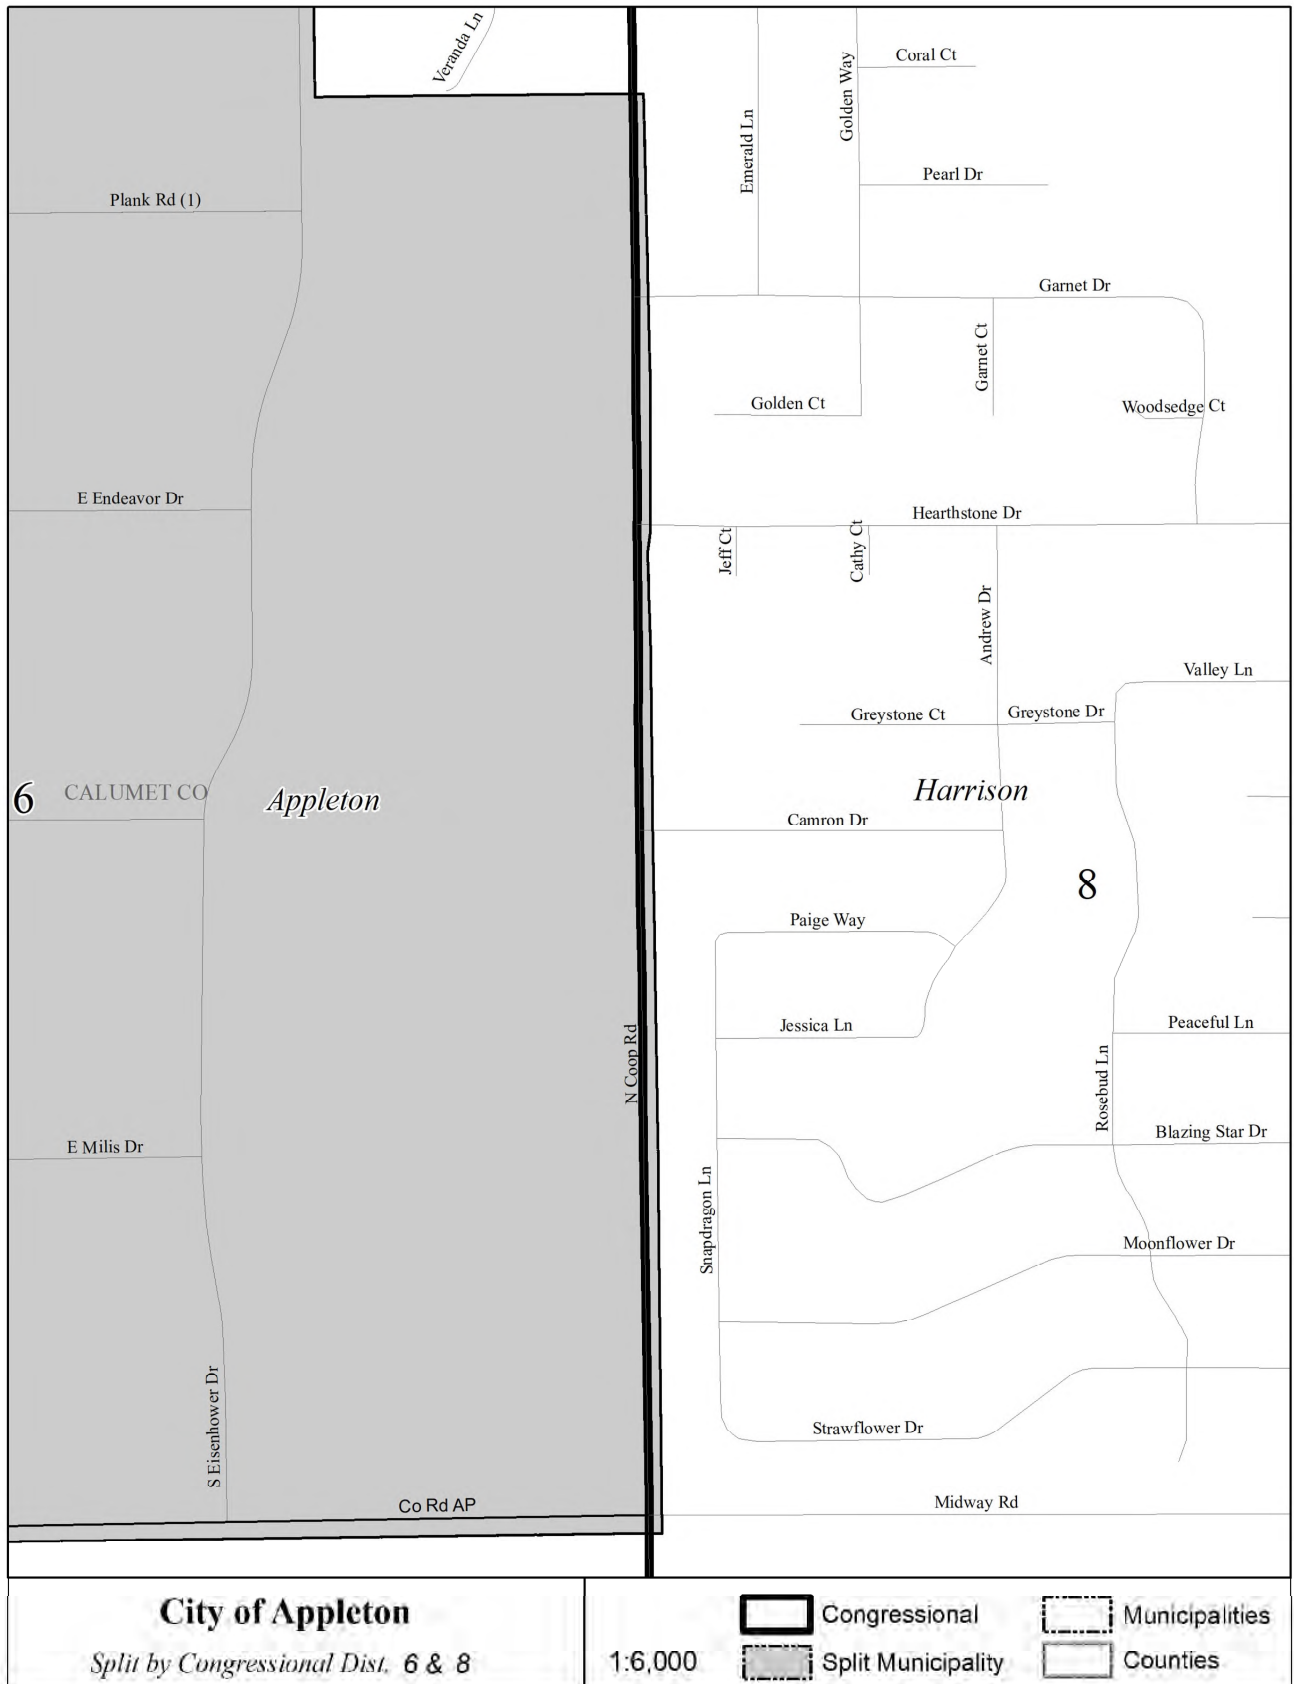 Veranda Ln
Coral Ct
Golden Way
Emerald Ln
Pearl Dr
Plank Rd (1)
Garnet Dr
Garnet Ct
Golden Ct
Woodsedge Ct
E Endeavor Dr
Hearthstone Dr
Jeff Ct
Cathy Ct
Andrew Dr
Valley Ln
Greystone Ct
Greystone Dr
6
CALUMET CO
Appleton
Harrison
Camron Dr
8
Paige Way
Jessica Ln
N Coop Rd
Peaceful Ln
Rosebud Ln
Blazing Star Dr
E Milis Dr
Snapdragon Ln
Moonflower Dr
S Eisenhower Dr
Strawflower Dr
Co Rd AP
Midway Rd
City of Appleton
Split by Congressional Dist. 6 & 8
1:6,000
Congressional
Split Municipality
Municipalities
Counties